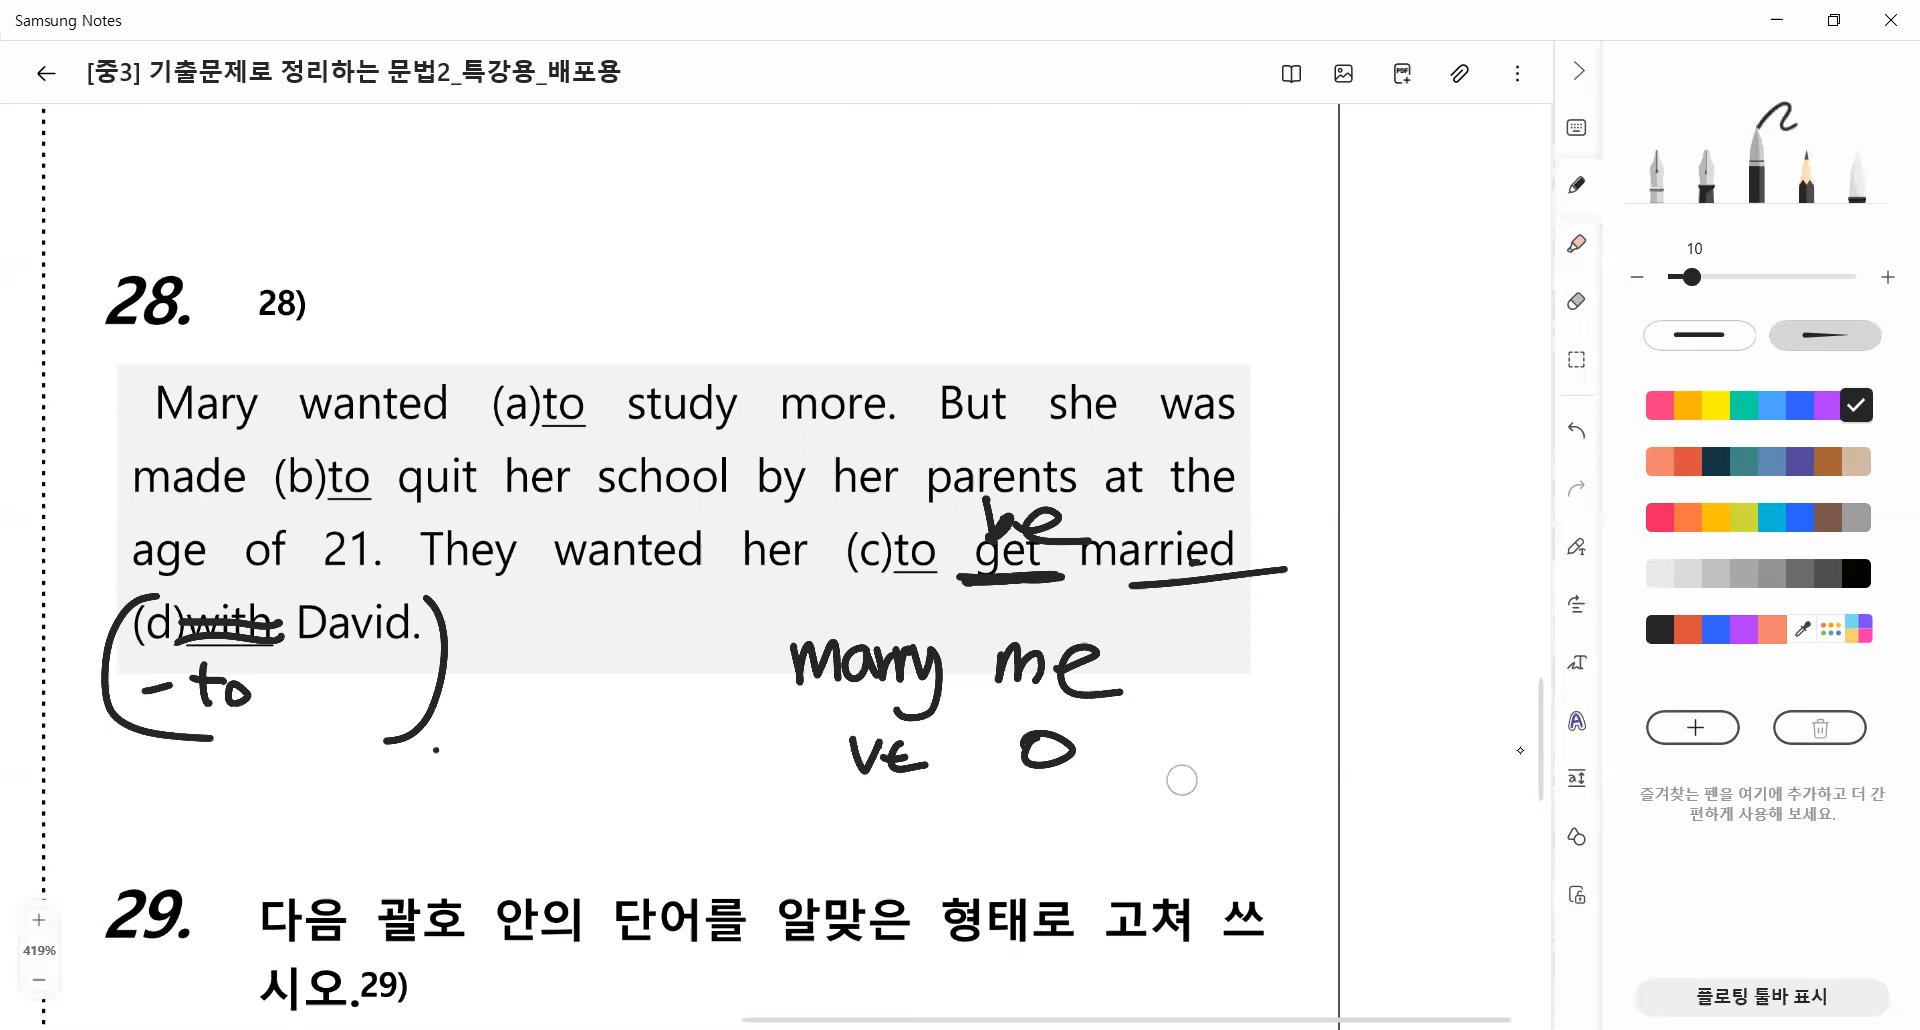 Samsung Notes
[중3] 기출문제로 정리하는 문법2_특강용_배포용
10
28. 28)
Mary wanted (a)to study more. But she was
made (b)to quit her school by her parents at the
be
age of 21. They wanted her (c)to get married
(d)with David.
- to
marry me
O
29. 다음 괄호 안의 단어를 알맞은 형태로 고쳐 쓰
시오.29)
419%
즐겨찾는 펜을 여기에 추가하고 더 간
편하게 사용해 보세요.
플로팅 툴바 표시